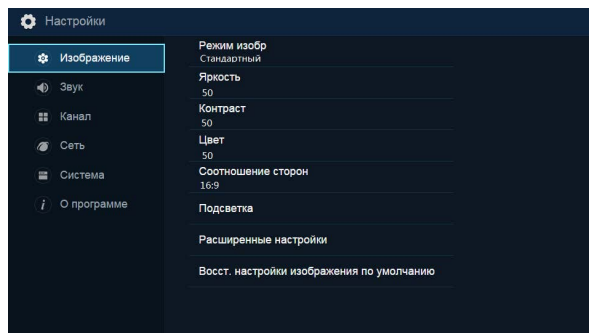 Настройки
Изображение
Звук
Канал
Сеть
Система
i О программе
Режим изобр
Стандартный
Яркость
50
Контраст
50
Цвет
50
Соотношение сторон
16:9
Подсветка
Расширенные настройки
Восст. настройки изображения по умолчанию